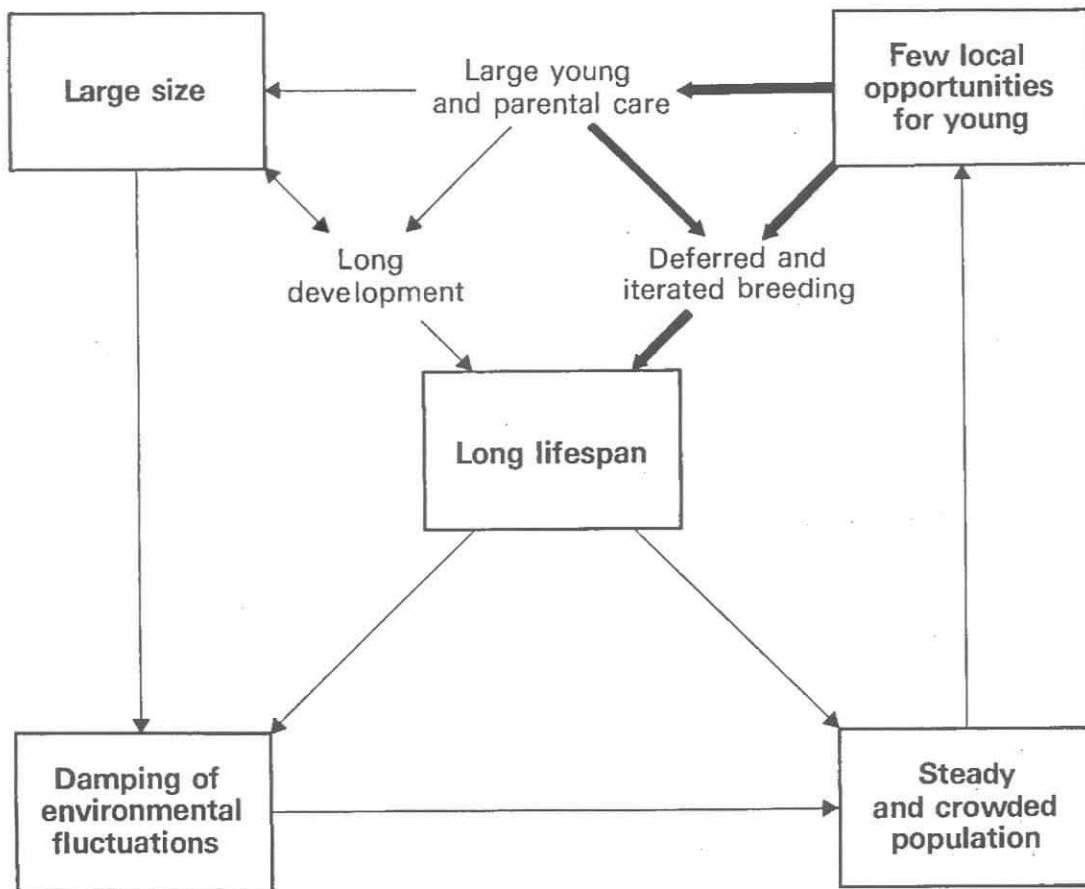 Large size
Large young
and parental care
Few local
opportunities
for young
Long
development
Deferred and
iterated breeding
Long lifespan
Damping of
environmental
fluctuations
Steady
and crowded
population